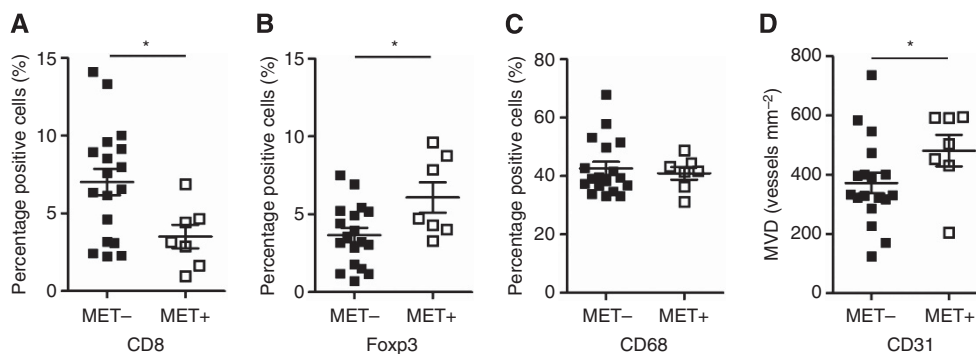 A
Percentage positive cells (%)
*
15
10
5
0
MET– MET+
CD8
B
Percentage positive cells (%)
*
15
10
5
0
MET– MET+
Foxp3
C
Percentage positive cells (%)
80
60
40
20
0
MET– MET+
CD68
D
MVD (vessels mm–2)
*
800
600
400
200
0
MET– MET+
CD31